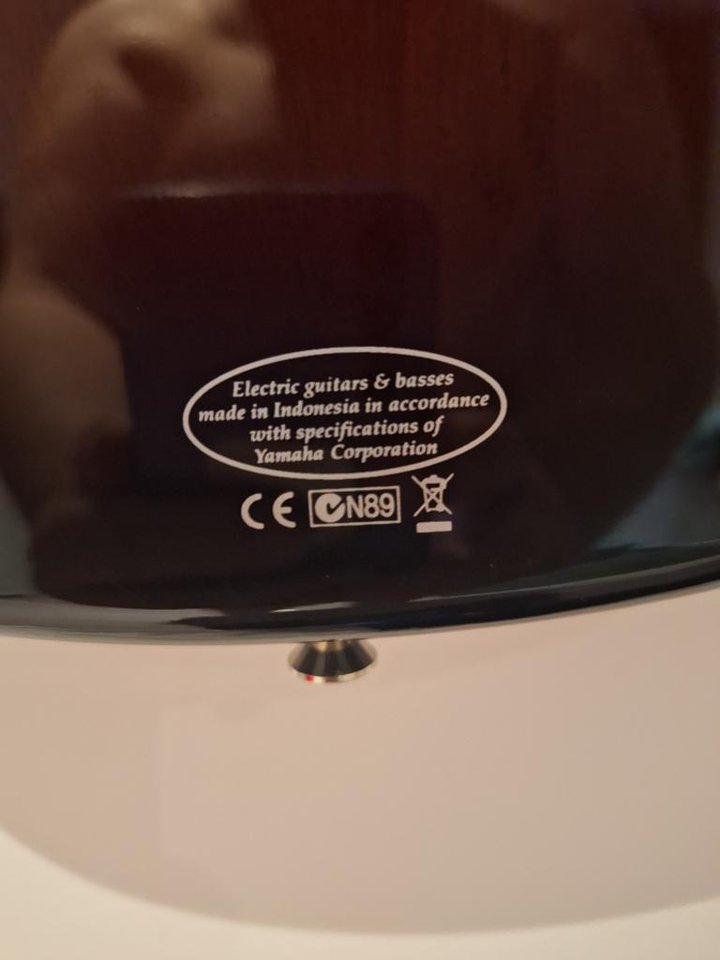 Electric guitars & basses
made in Indonesia in accordance
with specifications of
Yamaha Corporation
CE N89